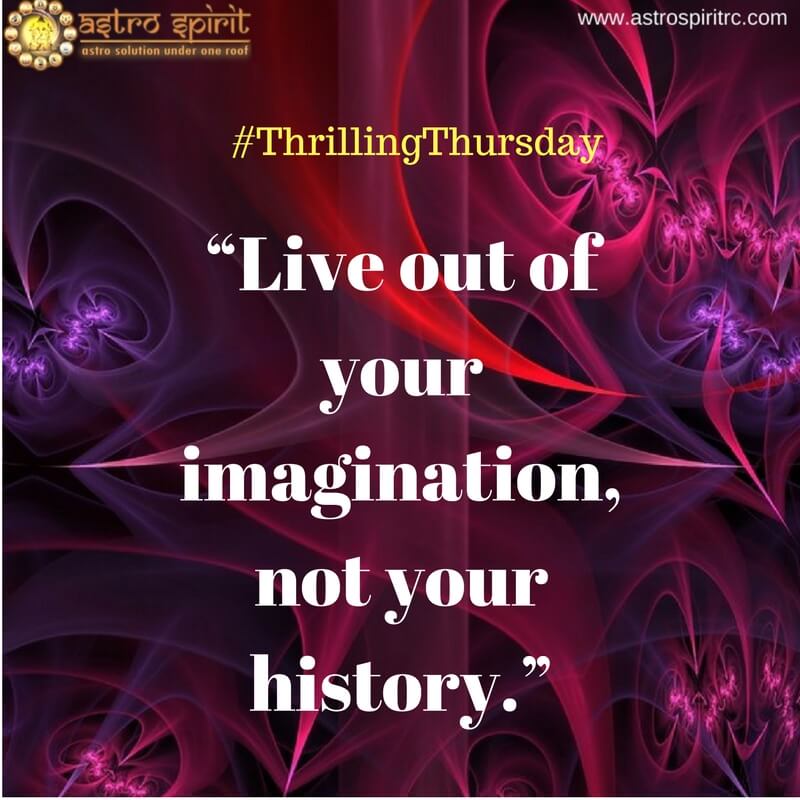 astro spirit
astro solution under one roof
www.astrospiritrc.com
#ThrillingThursday
“Live out of
your
imagination,
not your
history.”